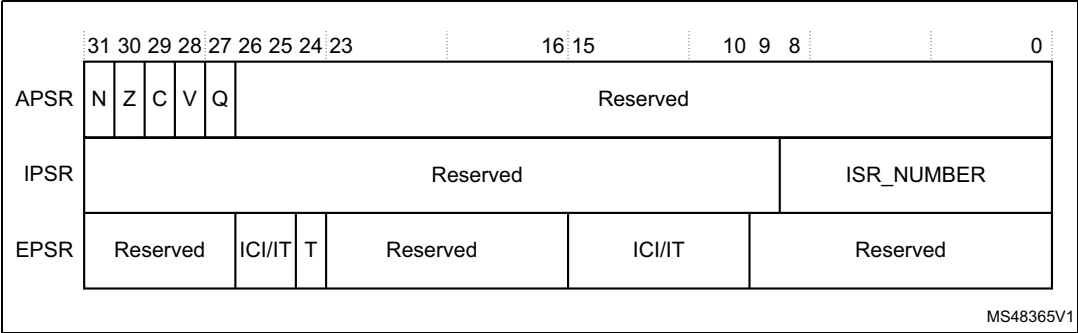 31 30 29 28 27 26 25 24 23 16 15 10 9 8 0
APSR N Z C V Q Reserved
IPSR Reserved ISR_NUMBER
EPSR Reserved ICI/IT T Reserved ICI/IT Reserved
MS48365V1